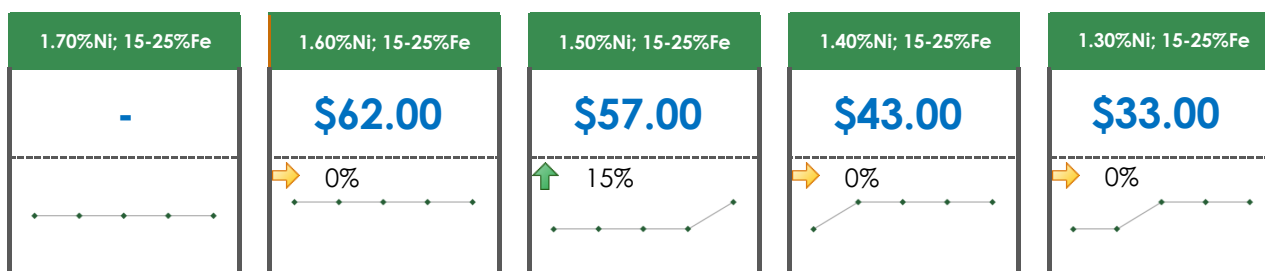 1.70%Ni; 15-25%Fe
-
1.60%Ni; 15-25%Fe
$62.00
0%
1.50%Ni; 15-25%Fe
$57.00
15%
1.40%Ni; 15-25%Fe
$43.00
0%
1.30%Ni; 15-25%Fe
$33.00
0%